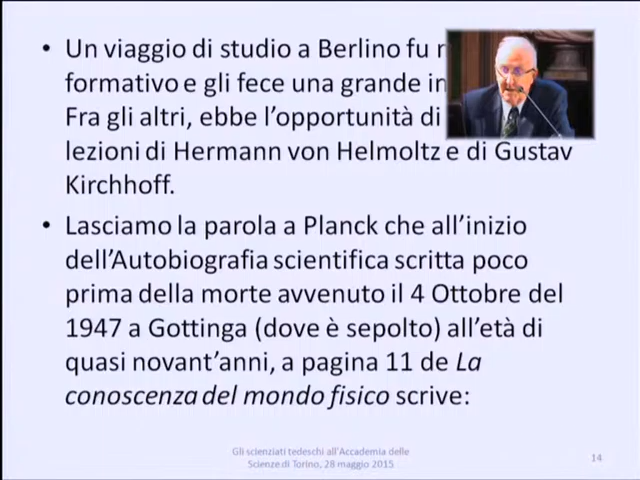 • Un viaggio di studio a Berlino fu
formativo e gli fece una grande
Fra gli altri, ebbe l'opportunità di
lezioni di Hermann von Helmoltz e di Gustav
Kirchhoff.
• Lasciamo la parola a Planck che all'inizio
dell'Autobiografia scientifica scritta poco
prima della morte avvenuto il 4 Ottobre del
1947 a Gottinga (dove è sepolto) all'età di
quasi novant'anni, a pagina 11 de La
conoscenza del mondo fisico scrive:
Gli scienziati tedeschi all'Accademia delle
Scienze di Torino, 28 maggio 2015
14